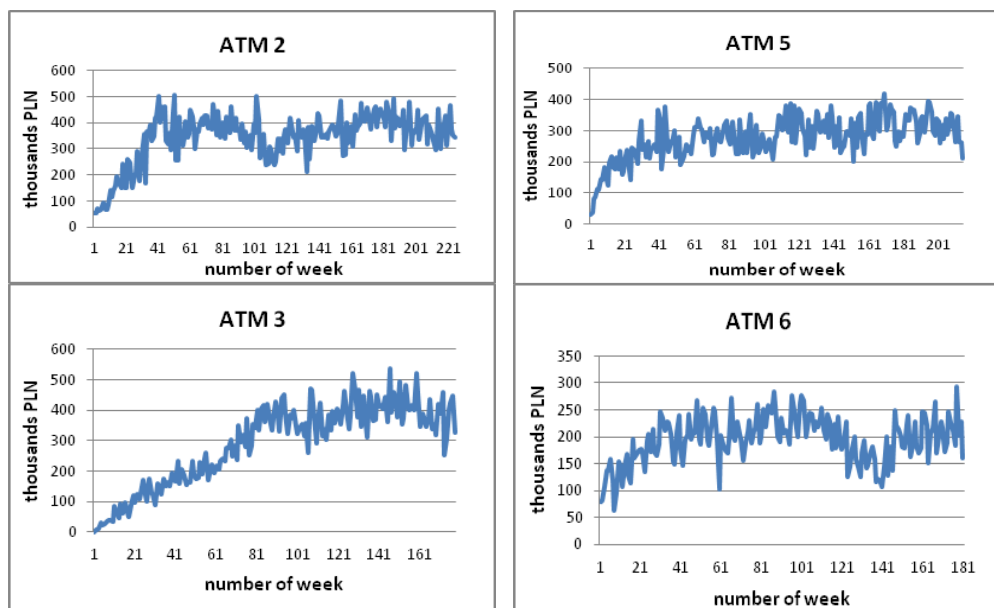 ATM 2
thousands PLN
600
500
400
300
200
100
0
1 21 41 61 81 101 121 141 161 181 201 221
number of week
ATM 5
thousands PLN
500
400
300
200
100
0
1 21 41 61 81 101 121 141 161 181 201
number of week
ATM 3
thousands PLN
600
500
400
300
200
100
0
1 21 41 61 81 101 121 141 161
number of week
ATM 6
thousands PLN
350
300
250
200
150
100
50
0
1 21 41 61 81 101 121 141 161 181
number of week